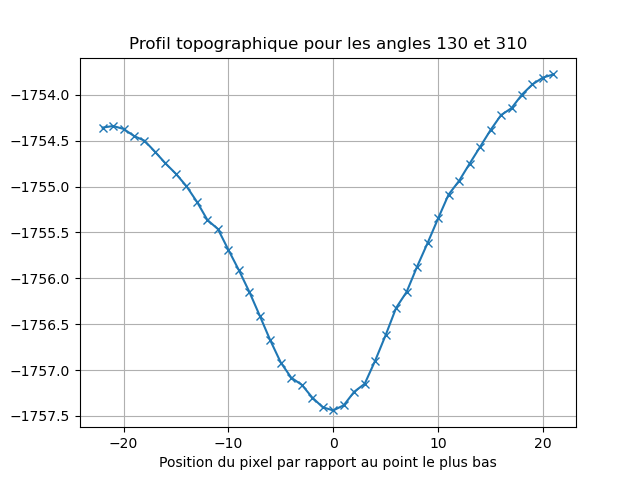 Profil topographique pour les angles 130 et 310
−1754.0
−1754.5
−1755.0
−1755.5
−1756.0
−1756.5
−1757.0
−1757.5
−20 −10 0 10 20
Position du pixel par rapport au point le plus bas